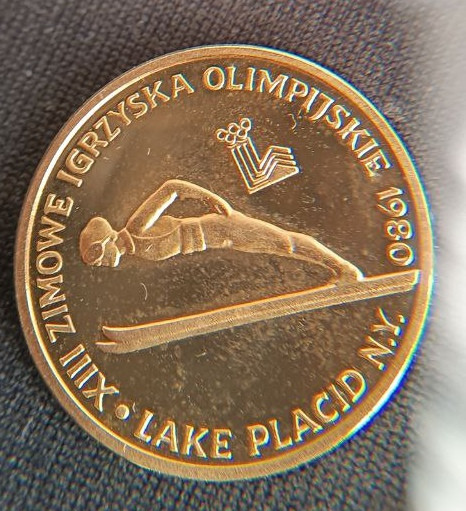 XIII ZIMOWE IGRZYSKA OLIMPIJSKIE 1980
LAKE PLACID N.Y.